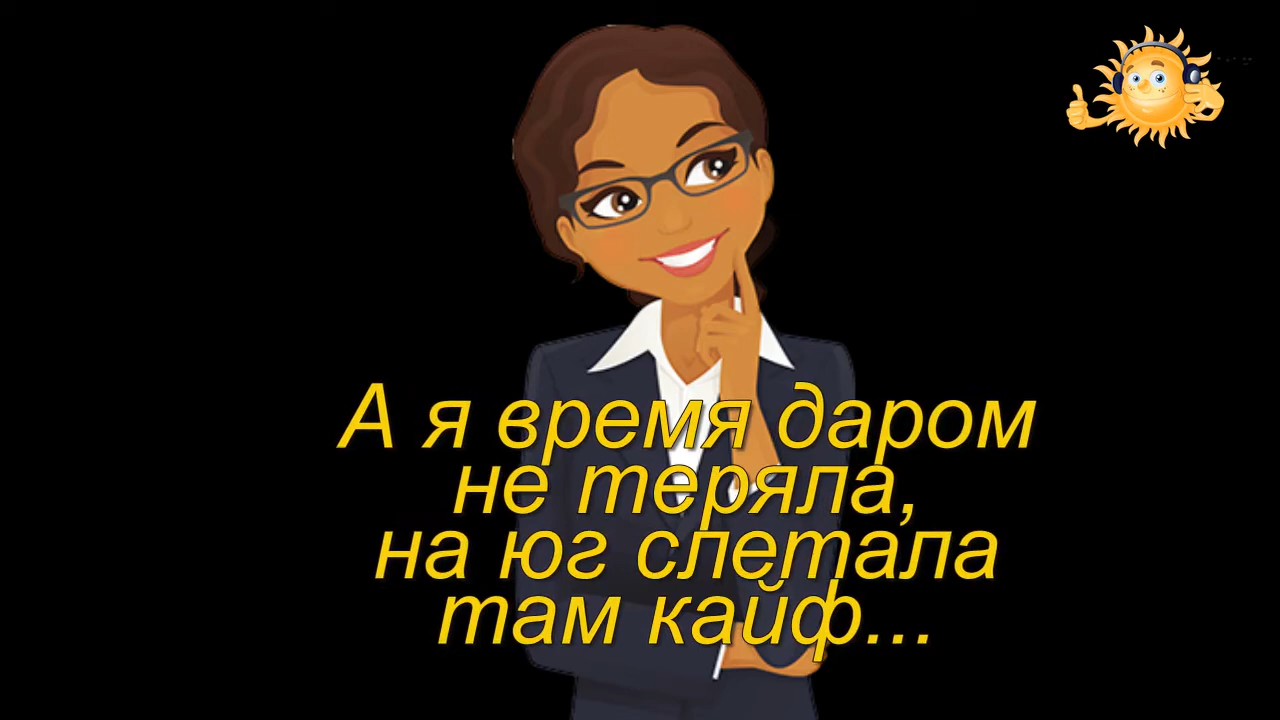 А я время даром
не теряла,
на юг слетала
там кайф...